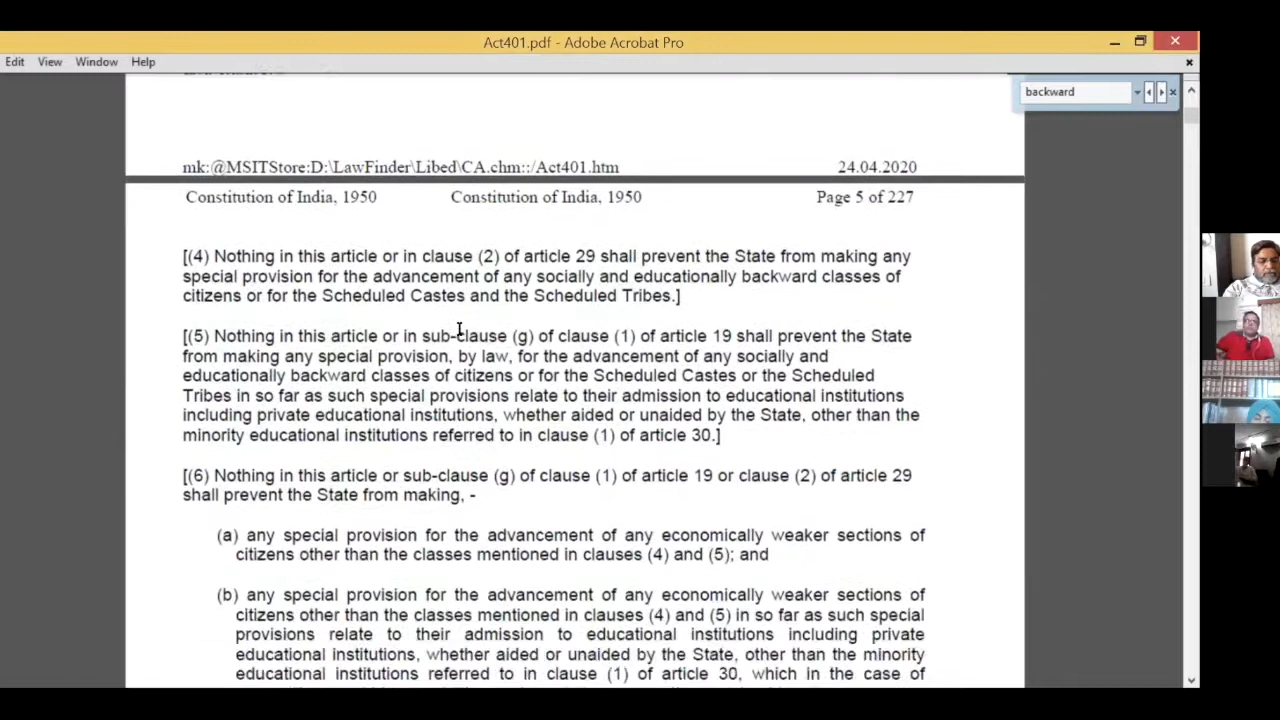 Act401.pdf - Adobe Acrobat Pro
Edit View Window Help
backward
mk:@MSITStore:D:\LawFinder\Libed\CA.chm::/Act401.htm 24.04.2020
Constitution of India, 1950 Constitution of India, 1950 Page 5 of 227
[(4) Nothing in this article or in clause (2) of article 29 shall prevent the State from making any
special provision for the advancement of any socially and educationally backward classes of
citizens or for the Scheduled Castes and the Scheduled Tribes.]
[(5) Nothing in this article or in sub-clause (g) of clause (1) of article 19 shall prevent the State
from making any special provision, by law, for the advancement of any socially and
educationally backward classes of citizens or for the Scheduled Castes or the Scheduled
Tribes in so far as such special provisions relate to their admission to educational institutions
including private educational institutions, whether aided or unaided by the State, other than the
minority educational institutions referred to in clause (1) of article 30.]
[(6) Nothing in this article or sub-clause (g) of clause (1) of article 19 or clause (2) of article 29
shall prevent the State from making, -
(a) any special provision for the advancement of any economically weaker sections of
citizens other than the classes mentioned in clauses (4) and (5); and
(b) any special provision for the advancement of any economically weaker sections of
citizens other than the classes mentioned in clauses (4) and (5) in so far as such special
provisions relate to their admission to educational institutions including private
educational institutions, whether aided or unaided by the State, other than the minority
educational institutions referred to in clause (1) of article 30, which in the case of